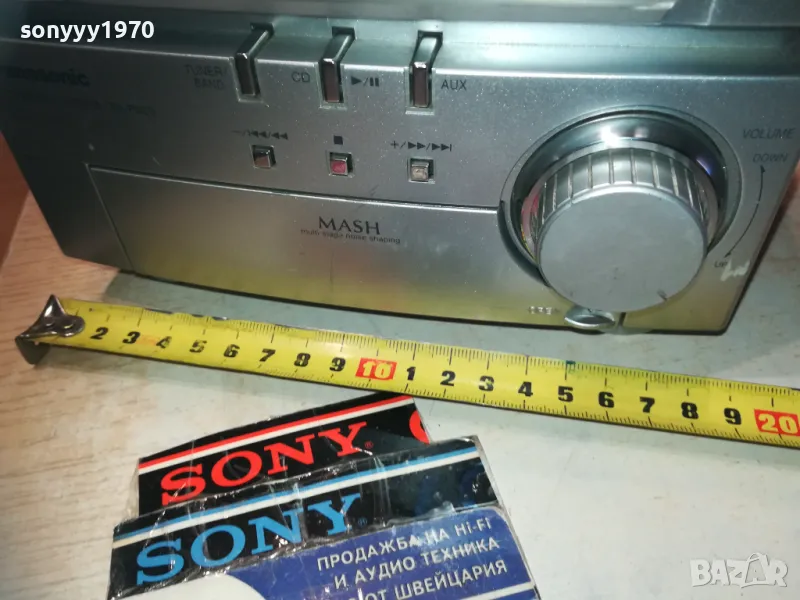 sonyyy1970
TUNER/
BAND
CD
▶/II
AUX
VOLUME
DOWN
UP
−/I◀◀/◀◀
■
+/▶▶/▶▶I
MASH
multi stage noise shaping
2 3 4 5 6 7 8 9 10 1 2 3 4 5 6 7 8 9 20
SONY
SONY
ПРОДАЖБА НА Hi-Fi
И АУДИО ТЕХНИКА
ОТ ШВЕЙЦАРИЯ
BAZAR